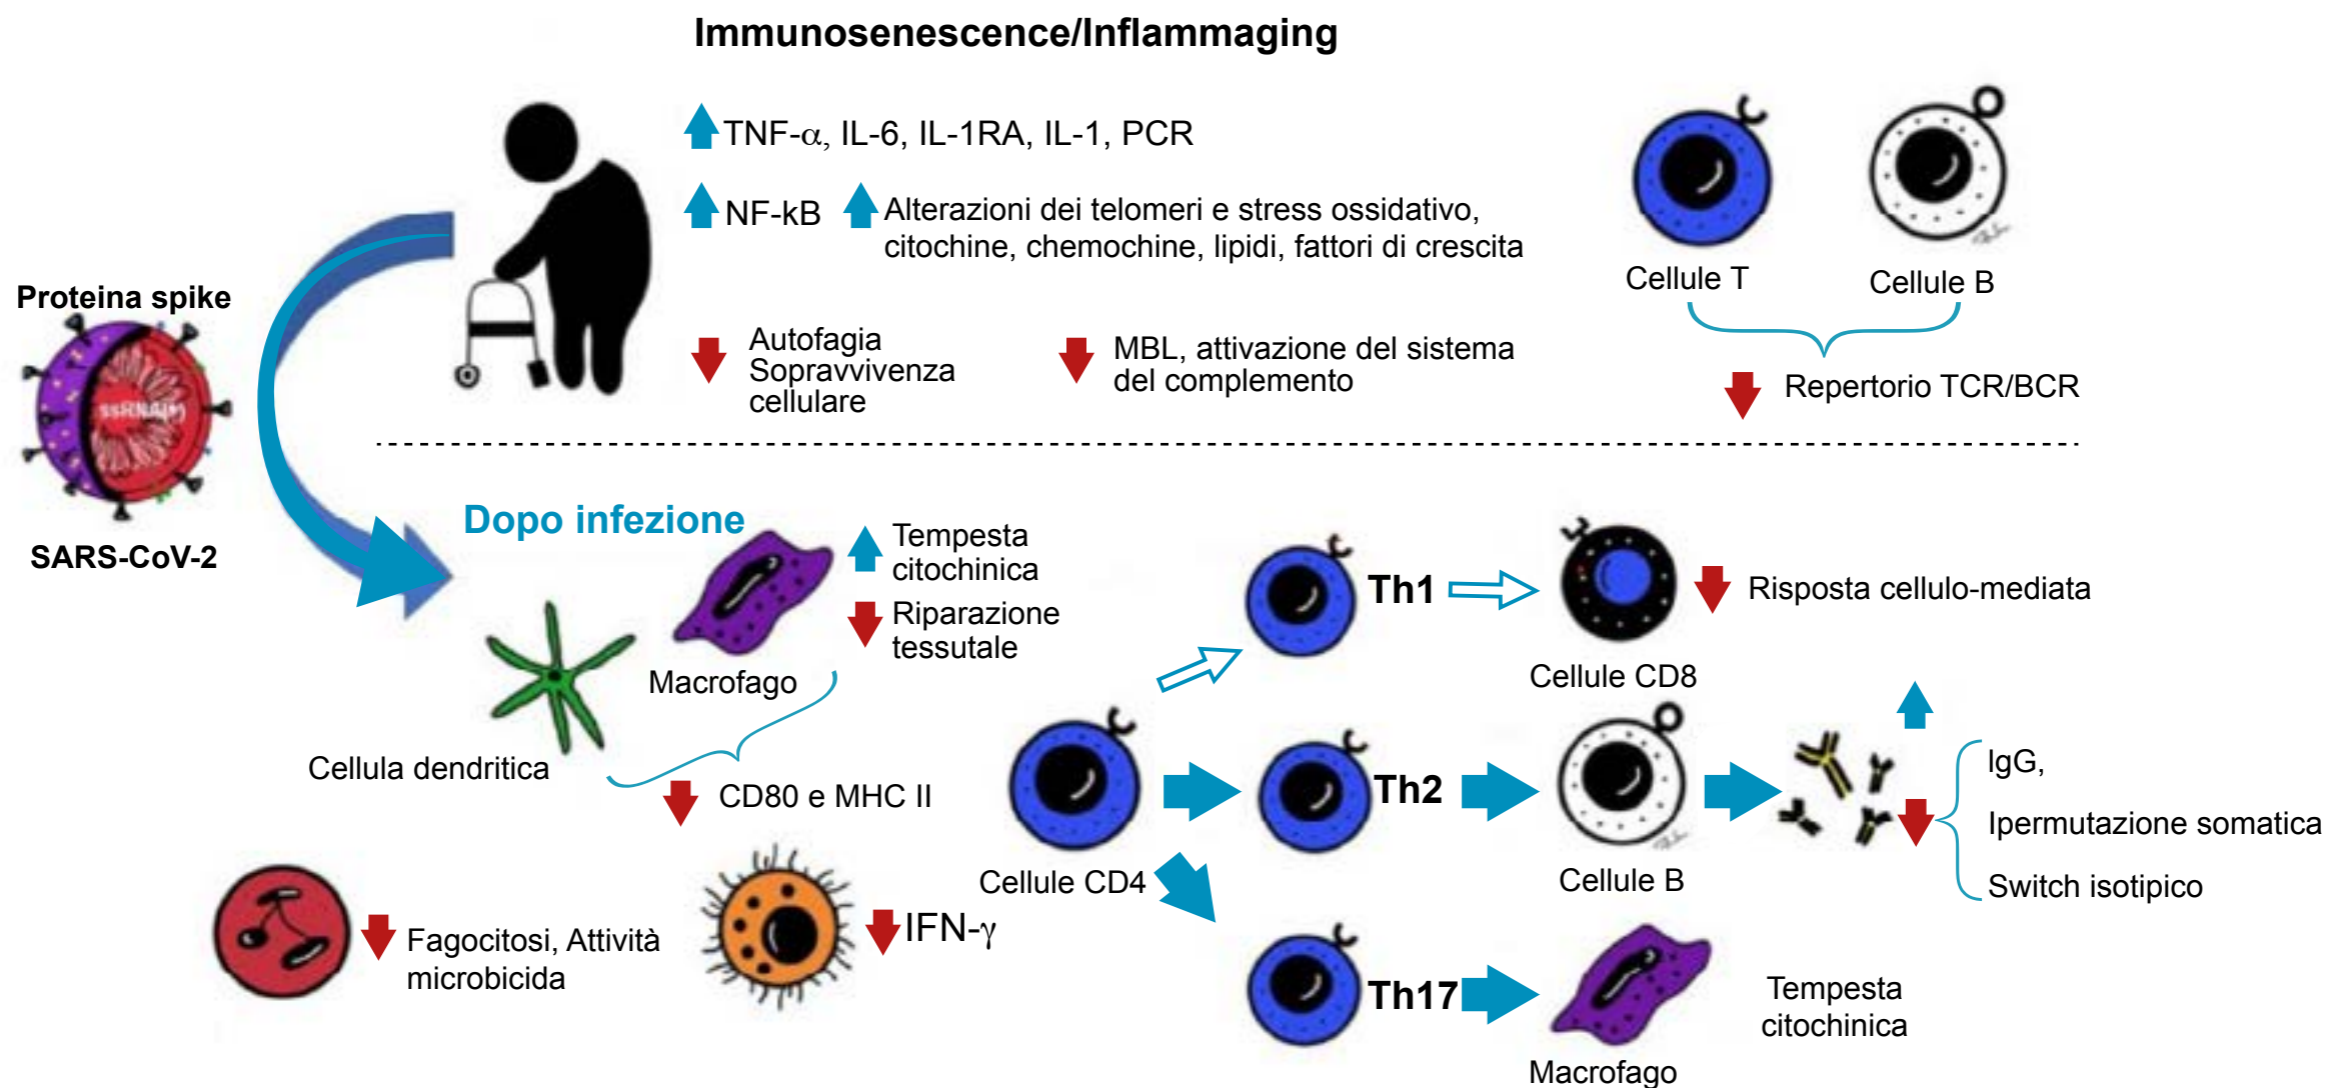 Immunosenescence/Inflammaging
TNF-α, IL-6, IL-1RA, IL-1, PCR
NF-kB
Alterazioni dei telomeri e stress ossidativo,
citochine, chemochine, lipidi, fattori di crescita
Cellule T
Cellule B
Proteina spike
ssRNA(+)
SARS-CoV-2
Autofagia
Sopravvivenza
cellulare
MBL, attivazione del sistema
del complemento
Repertorio TCR/BCR
Dopo infezione
Tempesta
citochinica
Riparazione
tessutale
Macrofago
Cellula dendritica
CD80 e MHC II
Fagocitosi, Attività
microbicida
IFN-γ
Cellule CD4
Th1
Cellule CD8
Risposta cellulo-mediata
Th2
Cellule B
IgG,
Ipermutazione somatica
Switch isotipico
Th17
Macrofago
Tempesta
citochinica